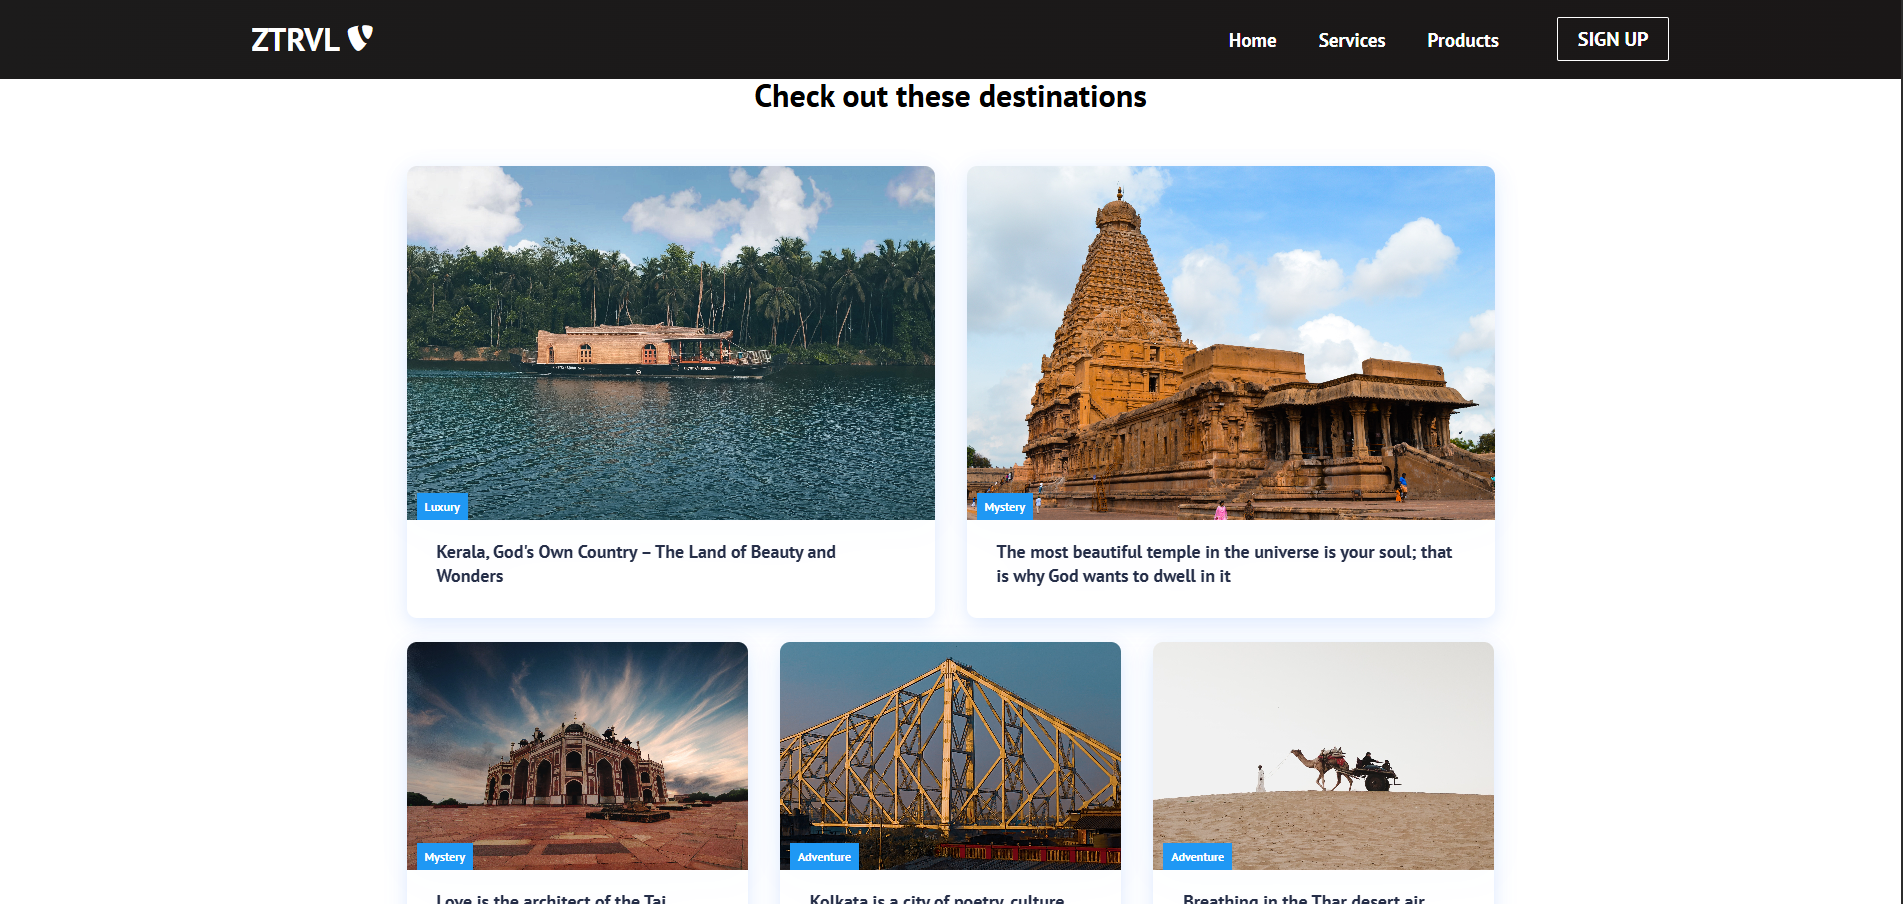 ZTRVL
Home
Services
Products
SIGN UP
Check out these destinations
Luxury
Mystery
Kerala, God's Own Country – The Land of Beauty and
Wonders
The most beautiful temple in the universe is your soul; that
is why God wants to dwell in it
Mystery
Adventure
Adventure
Love is the architect of the Taj
Kolkata is a city of poetry, culture
Breathing in the Thar desert air